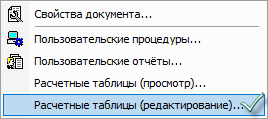 Свойства документа...
Пользовательские процедуры...
Пользовательские отчёты...
Расчетные таблицы (просмотр)...
Расчетные таблицы (редактирование)...